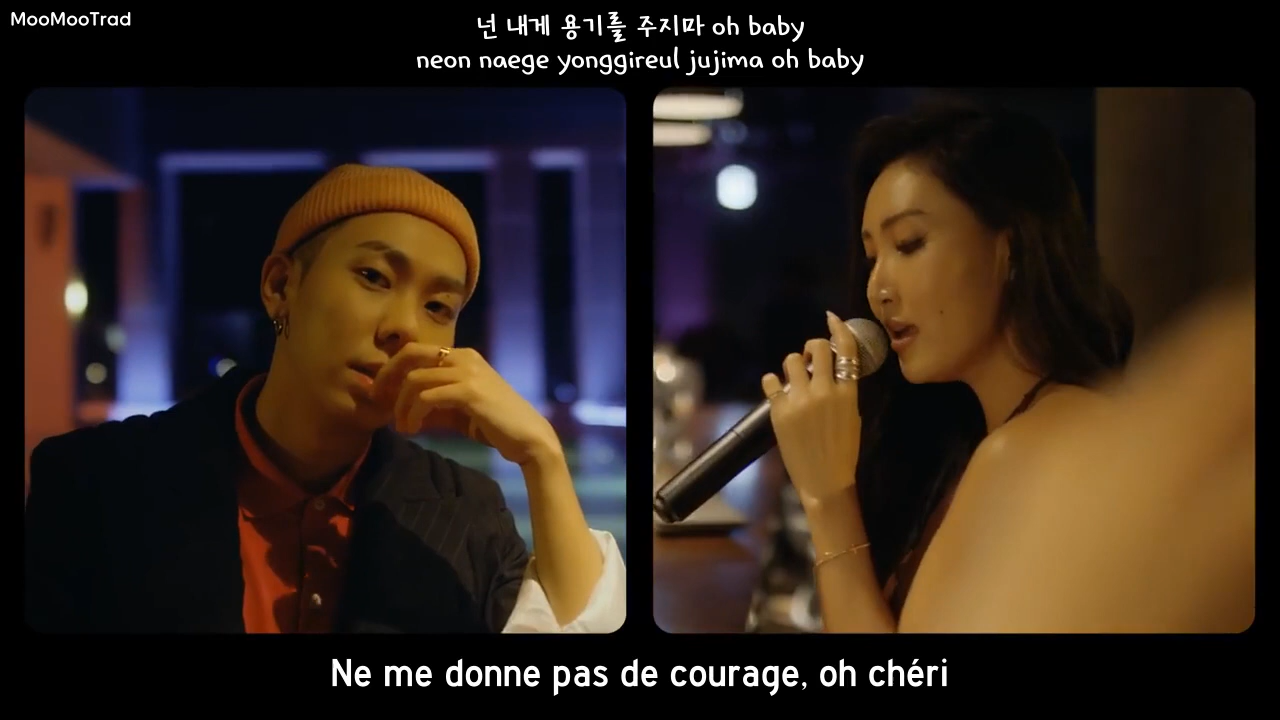 MooMooTrad
넌 내게 용기를 주지마 oh baby
neon naege yonggireul jujima oh baby
Ne me donne pas de courage, oh chéri